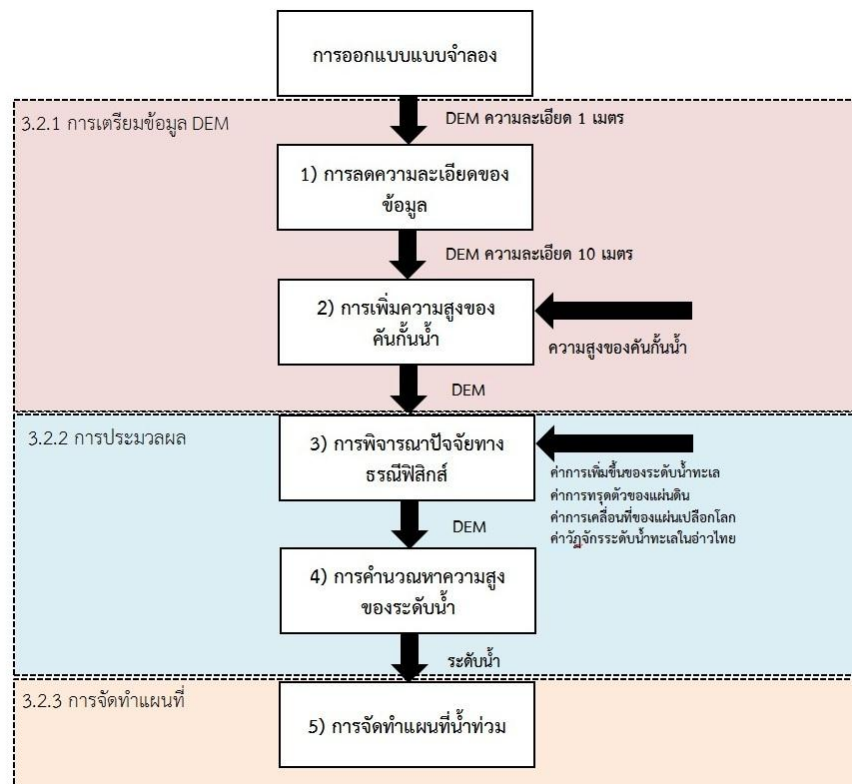 การออกแบบแบบจำลอง
3.2.1 การเตรียมข้อมูล DEM
DEM ความละเอียด 1 เมตร
1) การลดความละเอียดของ
ข้อมูล
DEM ความละเอียด 10 เมตร
2) การเพิ่มความสูงของ
คันกั้นน้ำ
ความสูงของคันกั้นน้ำ
DEM
3.2.2 การประมวลผล
3) การพิจารณาปัจจัยทาง
ธรณีฟิสิกส์
ค่าการเพิ่มขึ้นของระดับน้ำทะเล
ค่าการทรุดตัวของแผ่นดิน
ค่าการเคลื่อนที่ของแผ่นเปลือกโลก
ค่าวัฏจักรระดับน้ำทะเลในอ่าวไทย
DEM
4) การคำนวณหาความสูง
ของระดับน้ำ
ระดับน้ำ
3.2.3 การจัดทำแผนที่
5) การจัดทำแผนที่น้ำท่วม